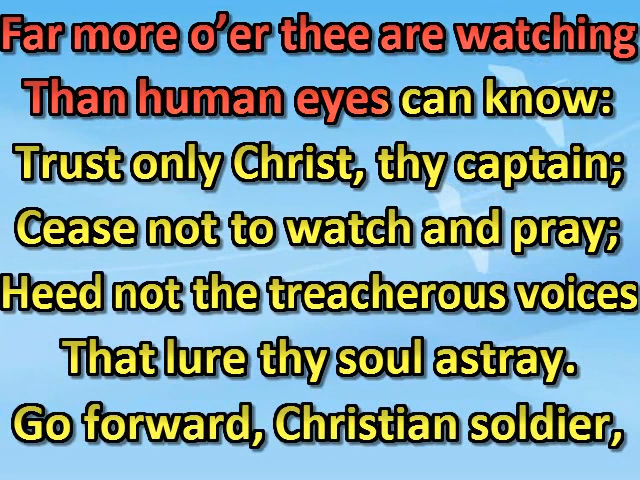 Far more o’er thee are watching
Than human eyes can know:
Trust only Christ, thy captain;
Cease not to watch and pray;
Heed not the treacherous voices
That lure thy soul astray.
Go forward, Christian soldier,